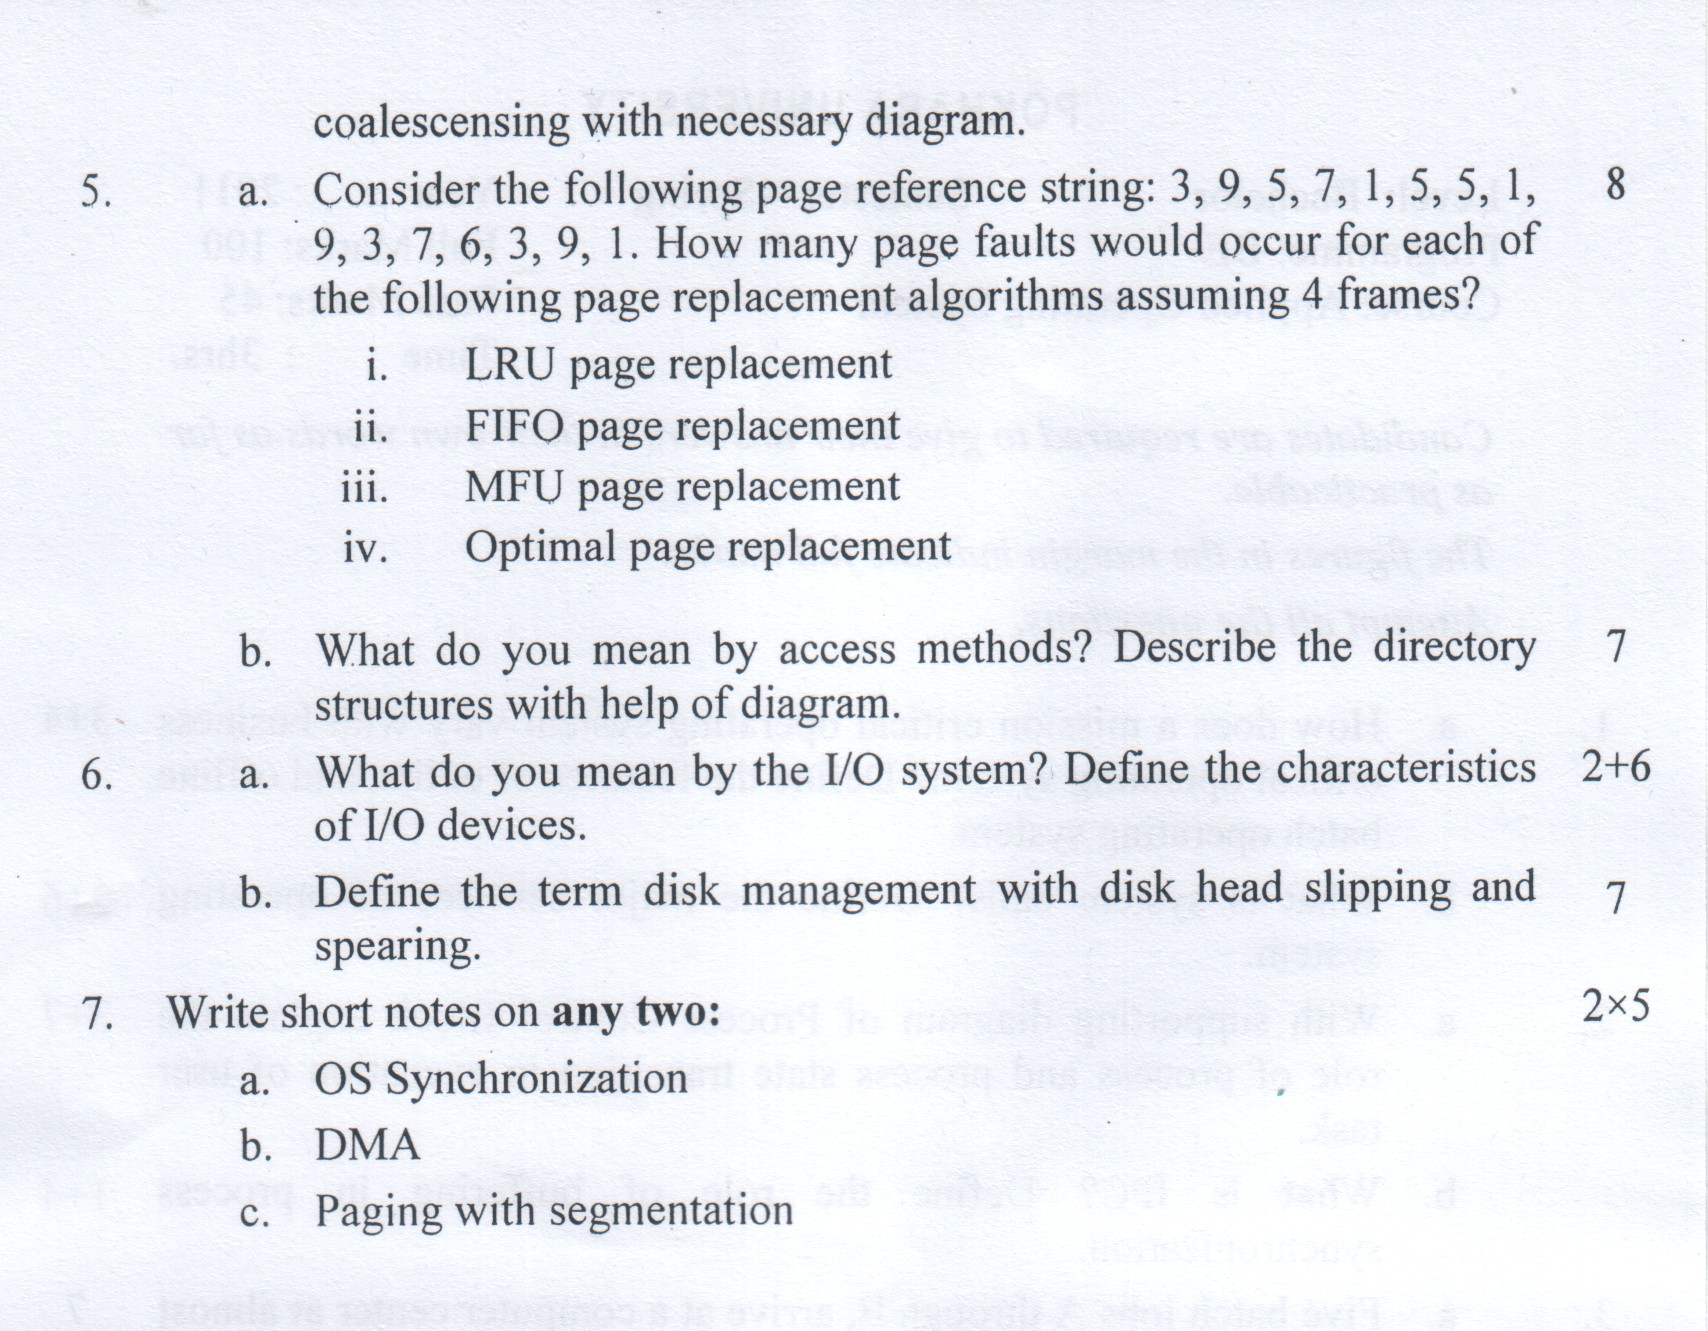 coalescensing with necessary diagram.
5. a. Consider the following page reference string: 3, 9, 5, 7, 1, 5, 5, 1, 8
9, 3, 7, 6, 3, 9, 1. How many page faults would occur for each of
the following page replacement algorithms assuming 4 frames?
i. LRU page replacement
ii. FIFO page replacement
iii. MFU page replacement
iv. Optimal page replacement
b. What do you mean by access methods? Describe the directory 7
structures with help of diagram.
6. a. What do you mean by the I/O system? Define the characteristics 2+6
of I/O devices.
b. Define the term disk management with disk head slipping and 7
spearing.
7. Write short notes on any two: 2×5
a. OS Synchronization
b. DMA
c. Paging with segmentation